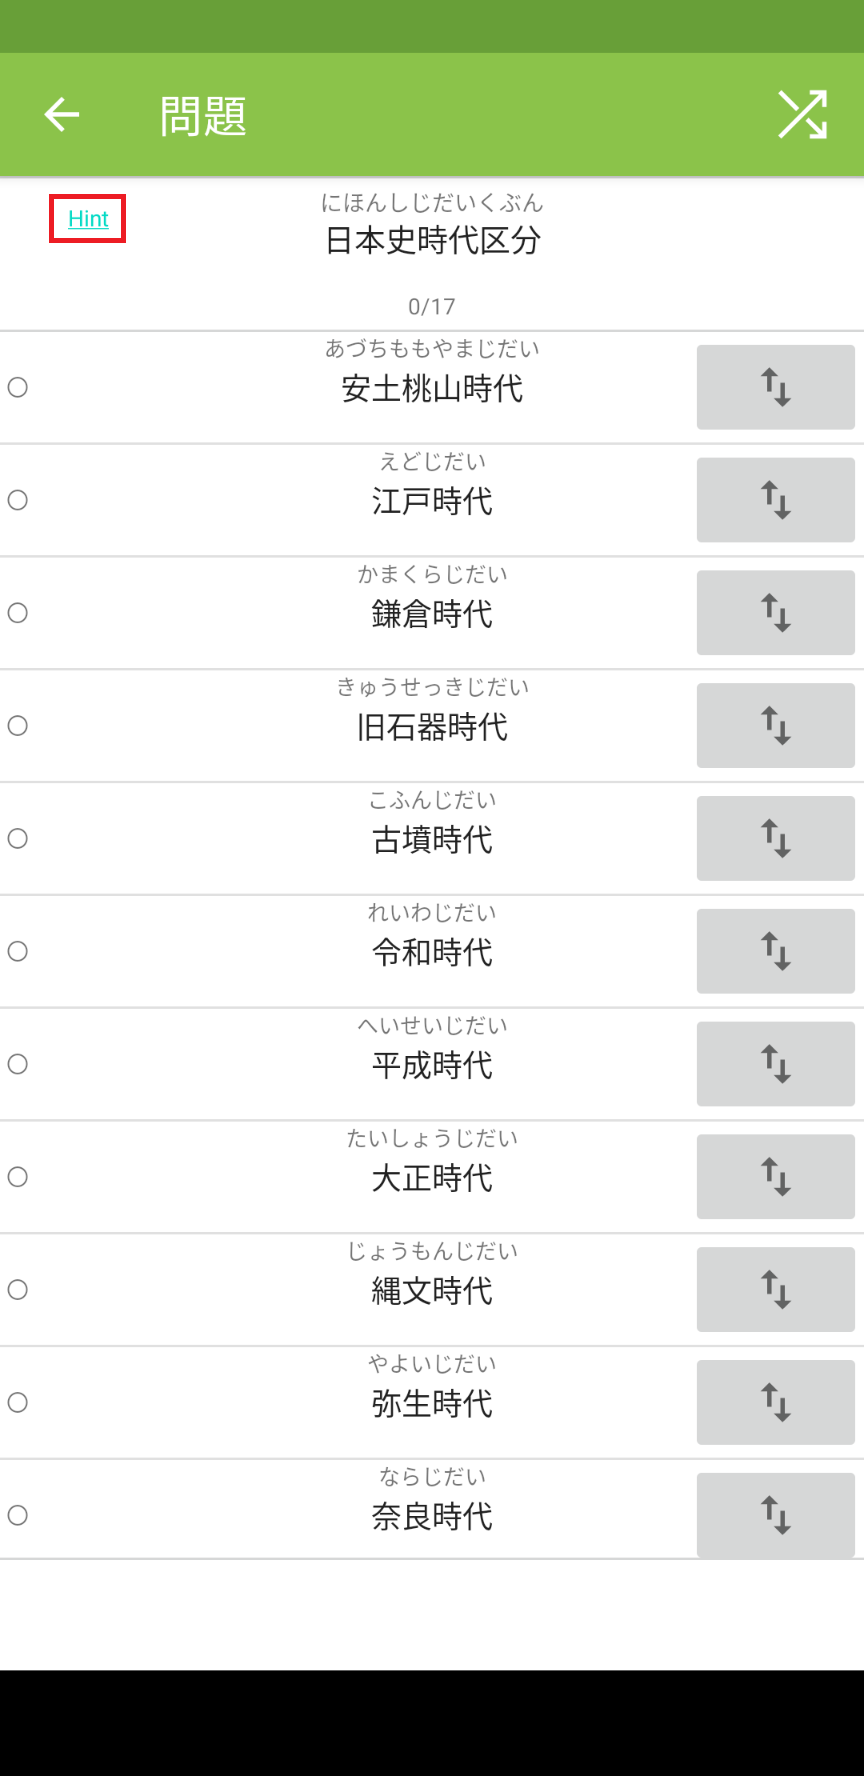 問題
Hint
にほんしじだいくぶん
日本史時代区分
0/17
あづちももやまじだい
安土桃山時代
えどじだい
江戸時代
かまくらじだい
鎌倉時代
きゅうせっきじだい
旧石器時代
こふんじだい
古墳時代
れいわじだい
令和時代
へいせいじだい
平成時代
たいしょうじだい
大正時代
じょうもんじだい
縄文時代
やよいじだい
弥生時代
ならじだい
奈良時代